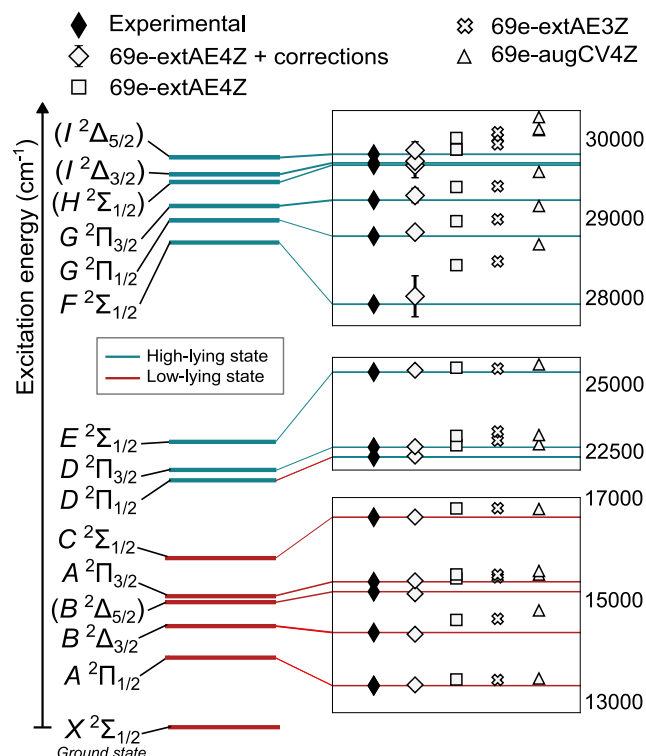 Experimental
69e-extAE4Z + corrections
69e-extAE4Z
69e-extAE3Z
69e-augCV4Z
Excitation energy (cm⁻¹)
(I ²Δ₅/₂)
(I ²Δ₃/₂)
(H ²Σ₁/₂)
G ²Π₃/₂
G ²Π₁/₂
F ²Σ₁/₂
30000
29000
28000
High-lying state
Low-lying state
E ²Σ₁/₂
D ²Π₃/₂
D ²Π₁/₂
25000
22500
C ²Σ₁/₂
A ²Π₃/₂
(B ²Δ₅/₂)
B ²Δ₃/₂
A ²Π₁/₂
17000
15000
13000
X ²Σ₁/₂
Ground state